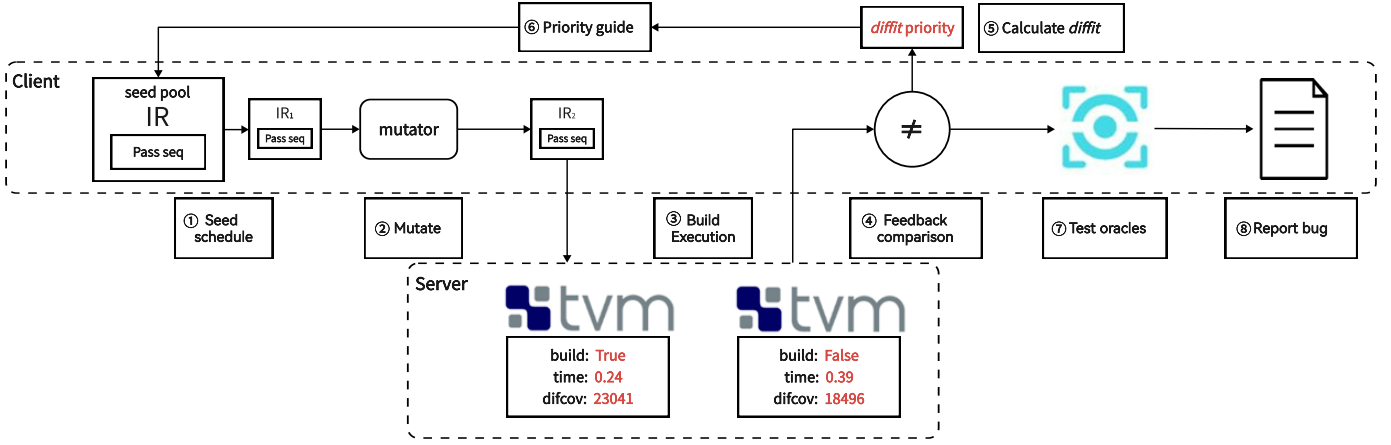 ⑥ Priority guide
diffit priority
⑤ Calculate diffit
Client
seed pool
IR
Pass seq
IR₁
Pass seq
mutator
IR₂
Pass seq
≠
① Seed
schedule
② Mutate
③ Build
Execution
④ Feedback
comparison
⑦ Test oracles
⑧ Report bug
Server
tvm
build: True
time: 0.24
difcov: 23041
tvm
build: False
time: 0.39
difcov: 18496